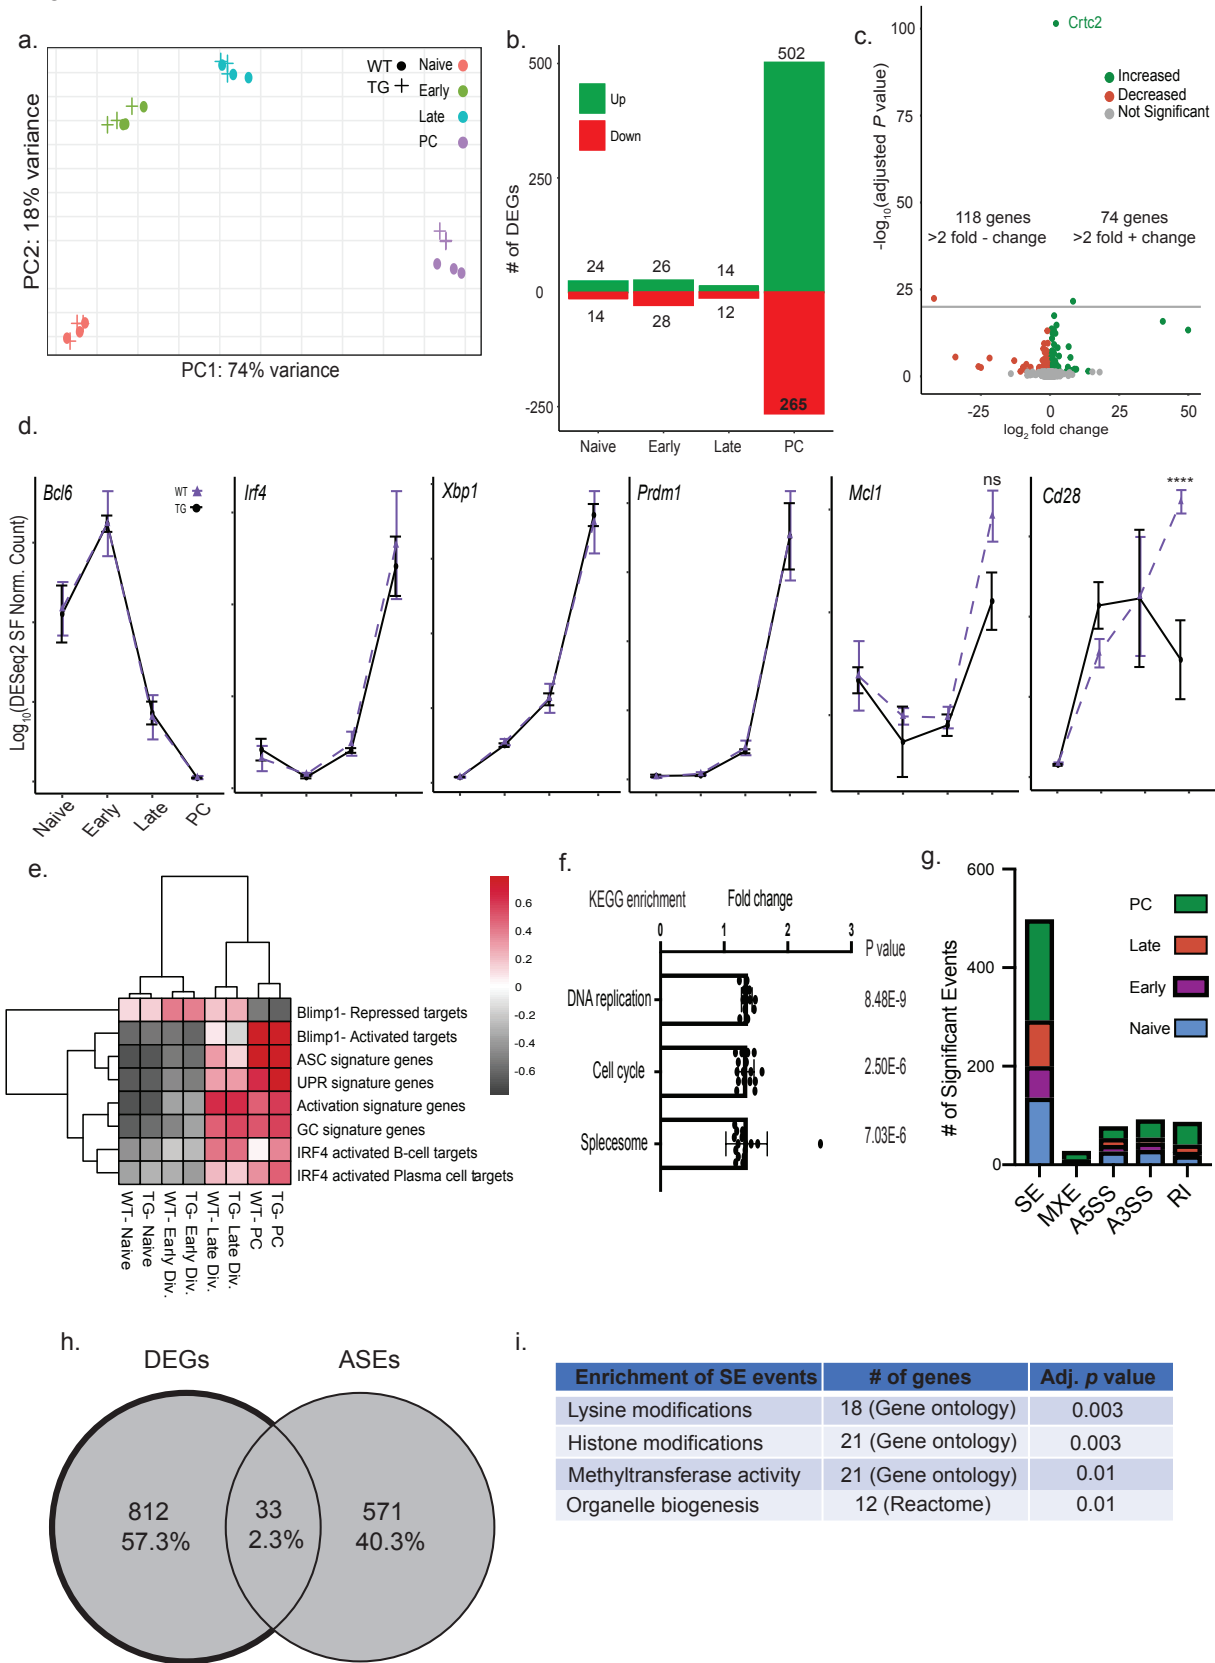 a.
WT
TG
Naive
Early
Late
PC
PC2: 18% variance
PC1: 74% variance
b.
# of DEGs
500
250
0
-250
Up
Down
502
24
26
14
14
28
12
265
Naive
Early
Late
PC
c.
-log10(adjusted P value)
100
75
50
25
0
Crtc2
Increased
Decreased
Not Significant
118 genes
>2 fold - change
74 genes
>2 fold + change
-25
0
25
50
log2 fold change
d.
Log10(DESeq2 SF Norm. Count)
Bcl6
WT
TG
Irf4
Xbp1
Prdm1
Mcl1
ns
Cd28
****
Naive
Early
Late
PC
e.
0.6
0.4
0.2
0
-0.2
-0.4
-0.6
Blimp1- Repressed targets
Blimp1- Activated targets
ASC signature genes
UPR signature genes
Activation signature genes
GC signature genes
IRF4 activated B-cell targets
IRF4 activated Plasma cell targets
WT- Naive
TG- Naive
WT- Early Div.
TG- Early Div.
WT- Late Div.
TG- Late Div.
WT- PC
TG- PC
f.
KEGG enrichment
Fold change
0
1
2
3
P value
DNA replication
8.48E-9
Cell cycle
2.50E-6
Splecesome
7.03E-6
g.
# of Significant Events
600
400
200
0
PC
Late
Early
Naive
SE
MXE
A5SS
A3SS
RI
h.
DEGs
ASEs
812
57.3%
33
2.3%
571
40.3%
i.
Enrichment of SE events # of genes Adj. p value
Lysine modifications 18 (Gene ontology) 0.003
Histone modifications 21 (Gene ontology) 0.003
Methyltransferase activity 21 (Gene ontology) 0.01
Organelle biogenesis 12 (Reactome) 0.01